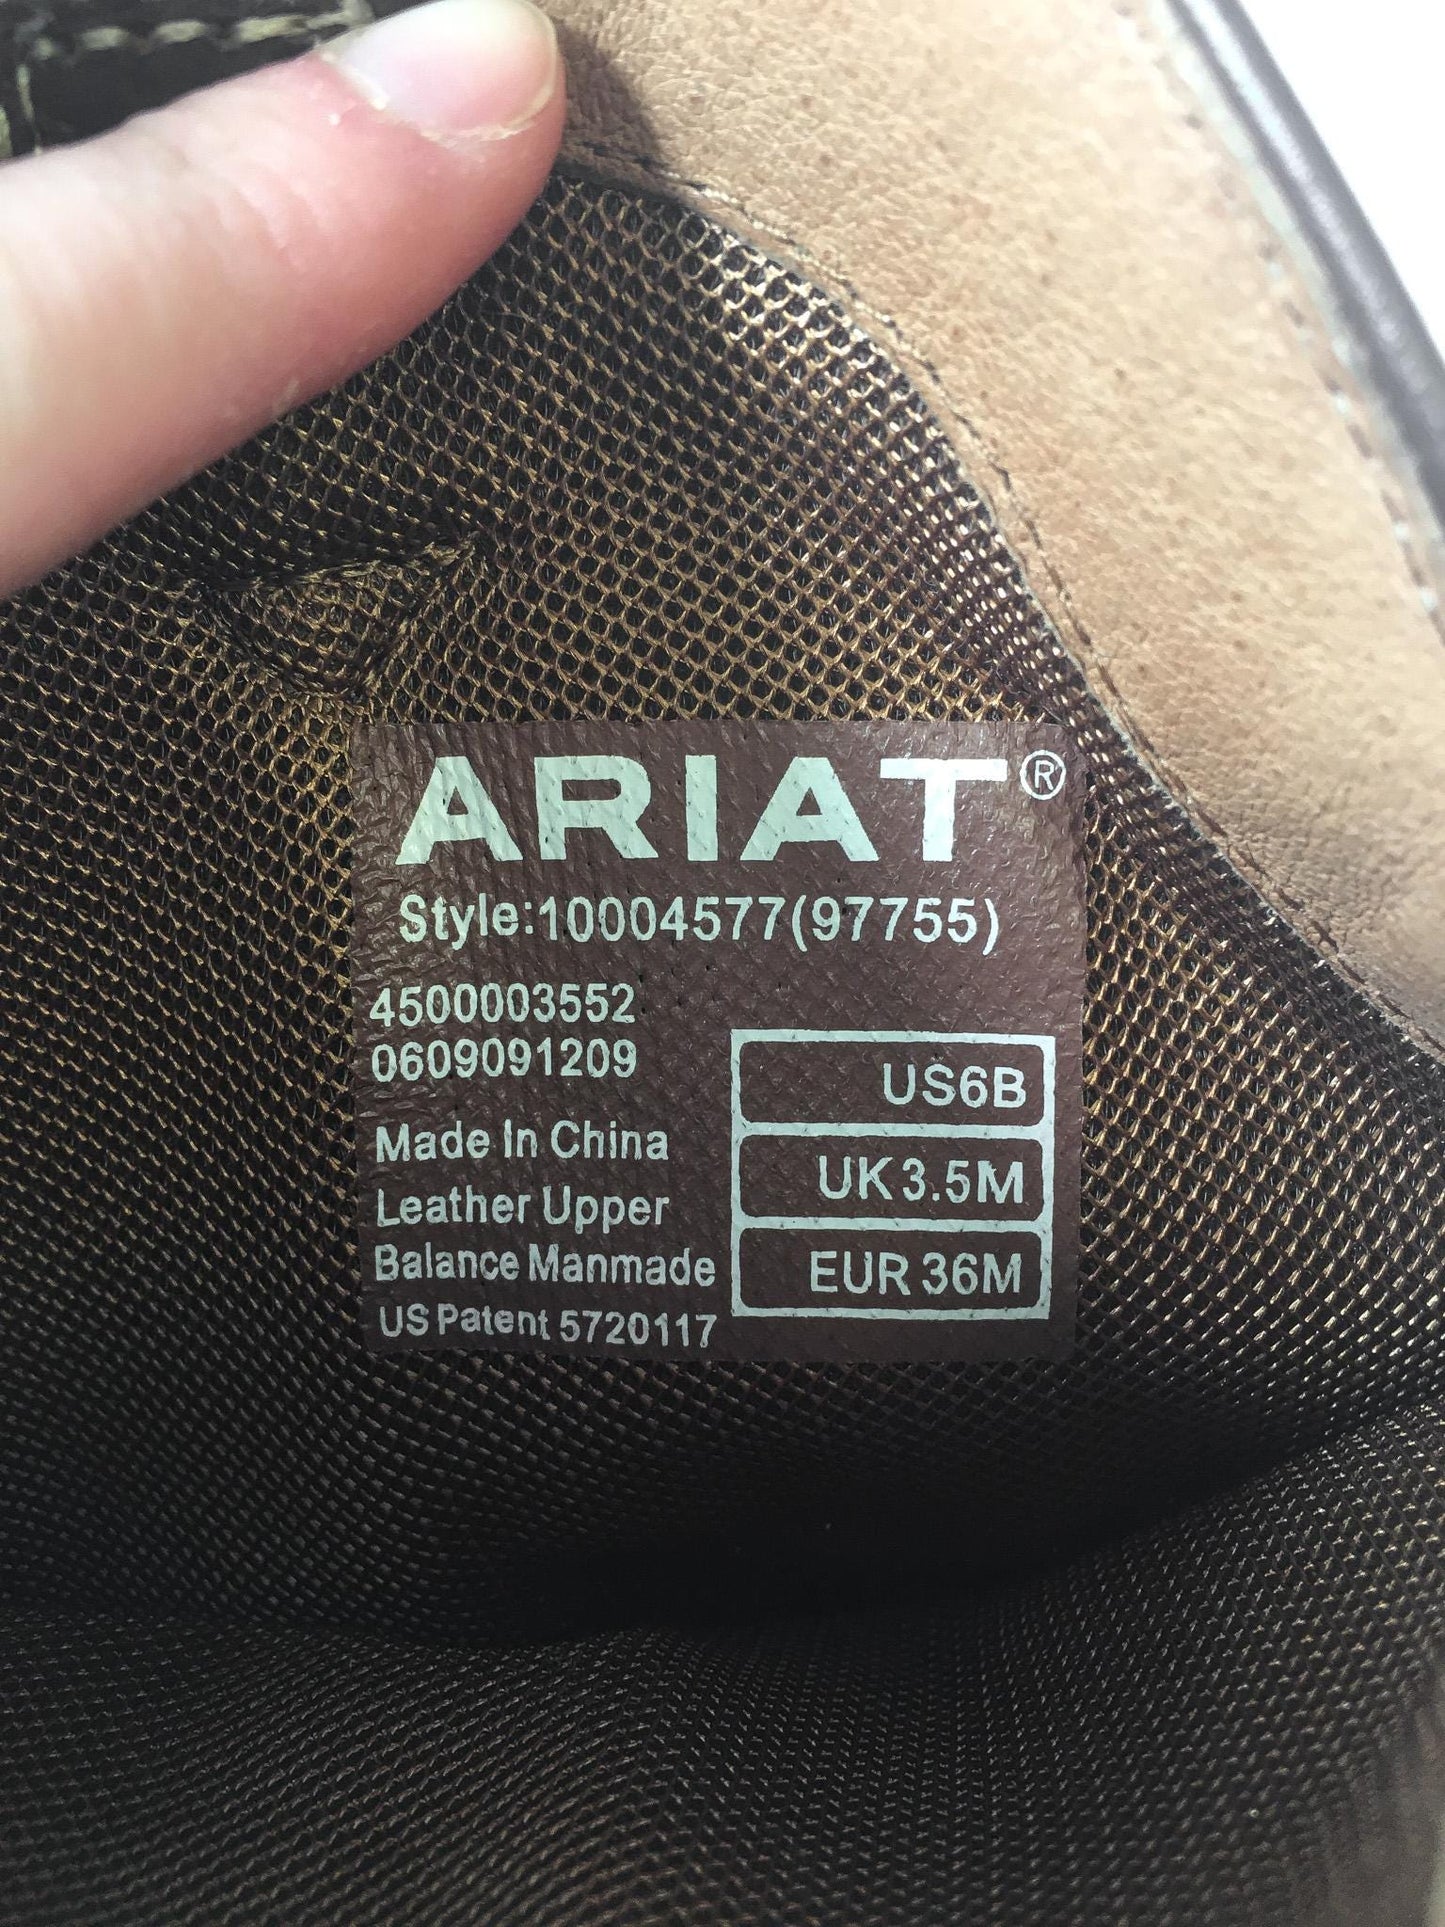 ARIAT®
Style:10004577(97755)
4500003552
0609091209
Made In China
Leather Upper
Balance Manmade
US Patent 5720117
US6B
UK3.5M
EUR 36M